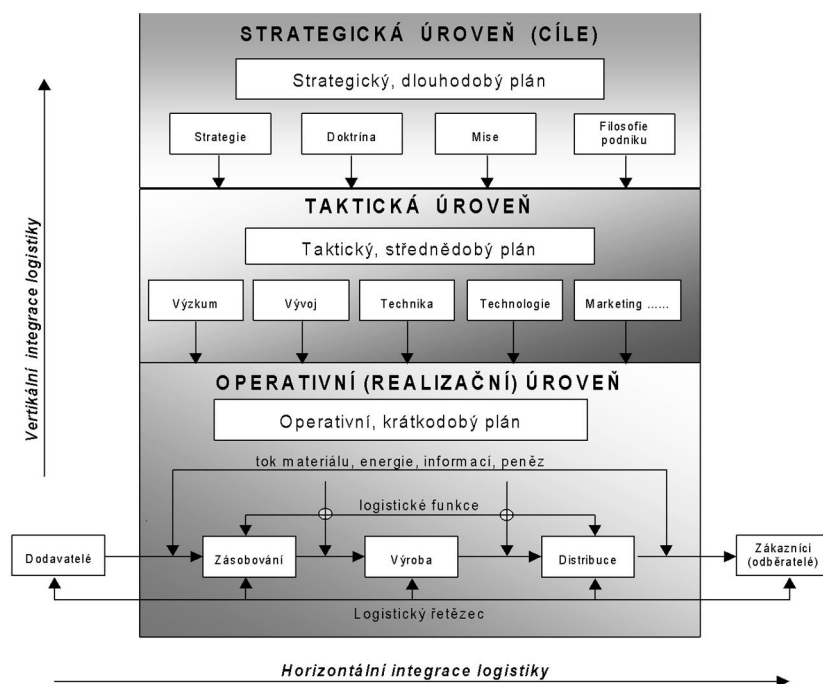 STRATEGICKÁ ÚROVEŇ (CÍLE)
Strategický, dlouhodobý plán
Strategie
Doktrína
Mise
Filosofie
podniku
TAKTICKÁ ÚROVEŇ
Taktický, střednědobý plán
Výzkum
Vývoj
Technika
Technologie
Marketing ......
OPERATIVNÍ (REALIZAČNÍ) ÚROVEŇ
Operativní, krátkodobý plán
tok materiálu, energie, informací, peněz
logistické funkce
Dodavatelé
Zásobování
Výroba
Distribuce
Zákazníci
(odběratelé)
Logistický řetězec
Vertikální integrace logistiky
Horizontální integrace logistiky